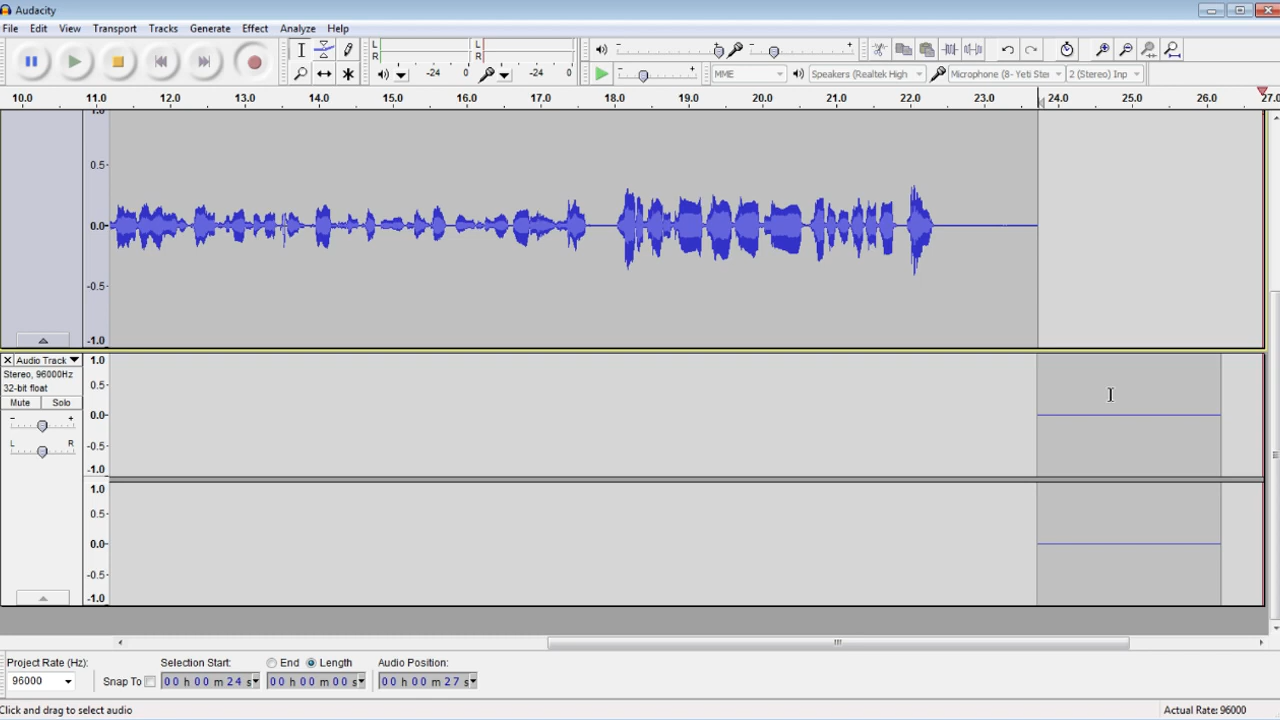 Audacity
File Edit View Transport Tracks Generate Effect Analyze Help
L R -24 0 L R -24 0
MME Speakers (Realtek High Microphone (8- Yeti Ster 2 (Stereo) Inp
10.0 11.0 12.0 13.0 14.0 15.0 16.0 17.0 18.0 19.0 20.0 21.0 22.0 23.0 24.0 25.0 26.0 27.0
1.0
0.5
0.0
-0.5
-1.0
Audio Track 1.0
Stereo, 96000Hz 0.5
32-bit float
Mute Solo 0.0
- +
L R -0.5
-1.0
1.0
0.5
0.0
-0.5
-1.0
Project Rate (Hz): Selection Start: End Length Audio Position:
96000 Snap To 00 h 00 m 24 s 00 h 00 m 00 s 00 h 00 m 27 s
Click and drag to select audio Actual Rate: 96000